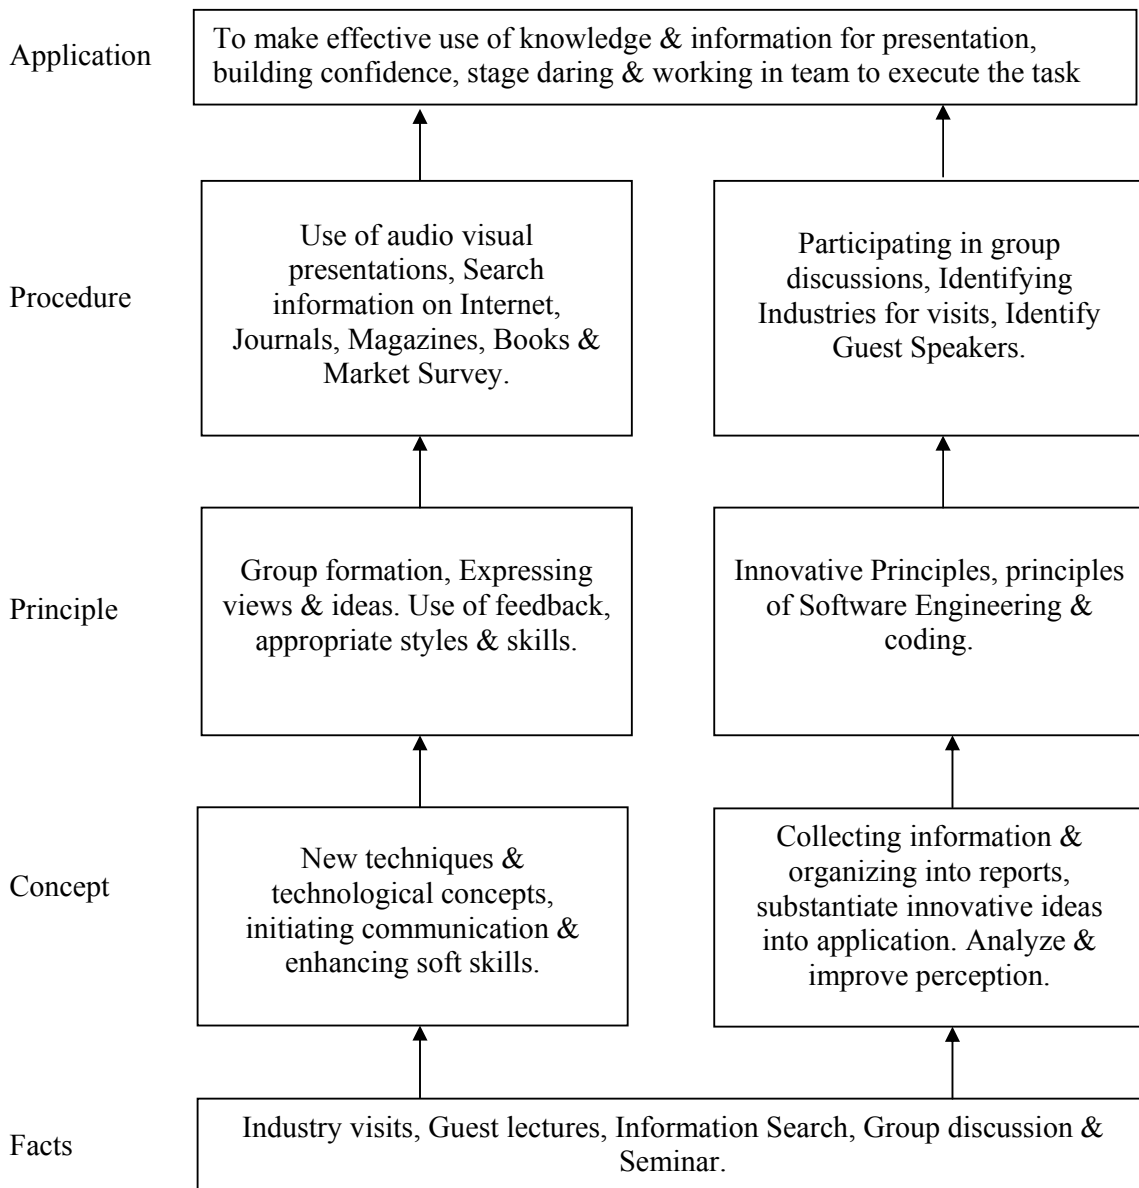 Application
To make effective use of knowledge & information for presentation,
building confidence, stage daring & working in team to execute the task
Procedure
Use of audio visual
presentations, Search
information on Internet,
Journals, Magazines, Books &
Market Survey.
Participating in group
discussions, Identifying
Industries for visits, Identify
Guest Speakers.
Principle
Group formation, Expressing
views & ideas. Use of feedback,
appropriate styles & skills.
Innovative Principles, principles
of Software Engineering &
coding.
Concept
New techniques &
technological concepts,
initiating communication &
enhancing soft skills.
Collecting information &
organizing into reports,
substantiate innovative ideas
into application. Analyze &
improve perception.
Facts
Industry visits, Guest lectures, Information Search, Group discussion &
Seminar.